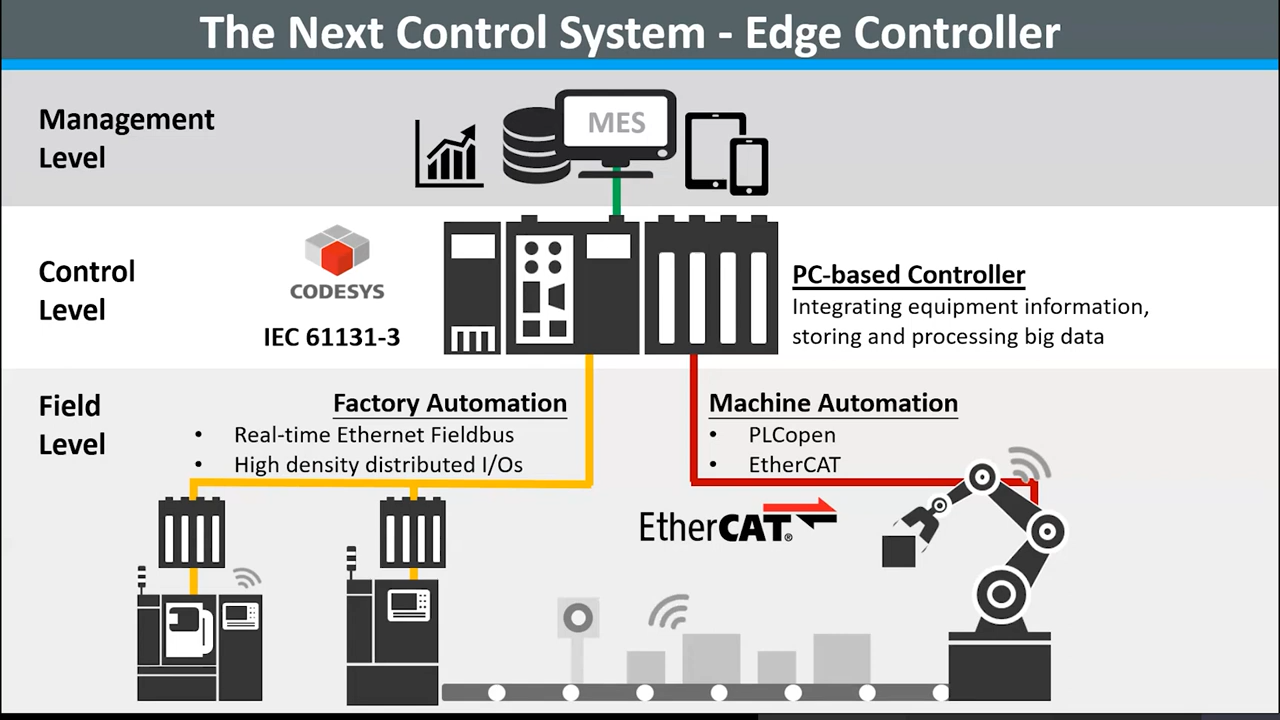 The Next Control System - Edge Controller
Management
Level
MES
Control
Level
CODESYS
IEC 61131-3
PC-based Controller
Integrating equipment information,
storing and processing big data
Field
Level
Factory Automation
• Real-time Ethernet Fieldbus
• High density distributed I/Os
Machine Automation
• PLCopen
• EtherCAT
EtherCAT®